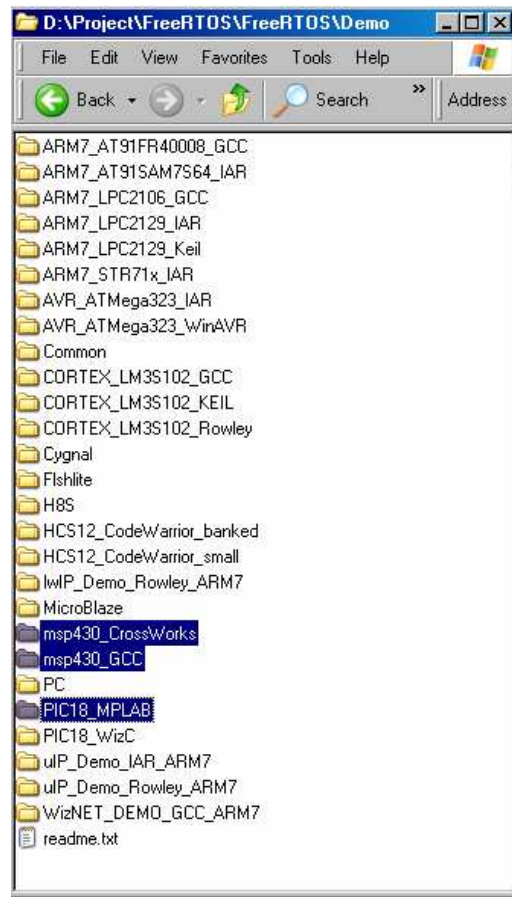 D:\Project\FreeRTOS\FreeRTOS\Demo
File Edit View Favorites Tools Help
Back Search » Address
ARM7_AT91FR40008_GCC
ARM7_AT91SAM7S64_IAR
ARM7_LPC2106_GCC
ARM7_LPC2129_IAR
ARM7_LPC2129_Keil
ARM7_STR71x_IAR
AVR_ATMega323_IAR
AVR_ATMega323_WinAVR
Common
CORTEX_LM3S102_GCC
CORTEX_LM3S102_KEIL
CORTEX_LM3S102_Rowley
Cygnal
Flshlite
H8S
HCS12_CodeWarrior_banked
HCS12_CodeWarrior_small
lwIP_Demo_Rowley_ARM7
MicroBlaze
msp430_CrossWorks
msp430_GCC
PC
PIC18_MPLAB
PIC18_WizC
uIP_Demo_IAR_ARM7
uIP_Demo_Rowley_ARM7
WizNET_DEMO_GCC_ARM7
readme.txt